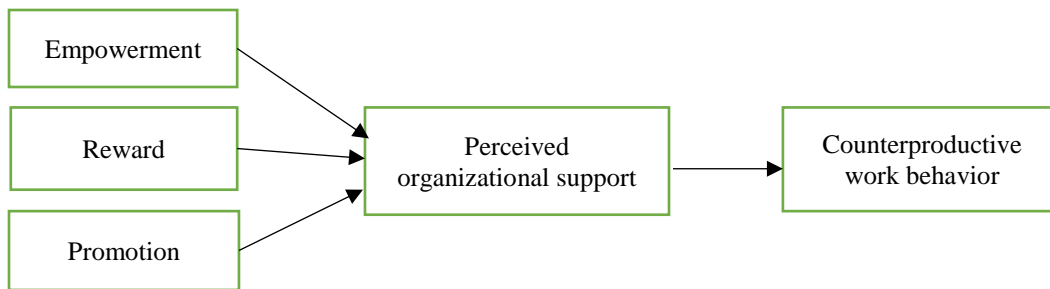 Empowerment
Reward
Promotion
Perceived
organizational support
Counterproductive
work behavior